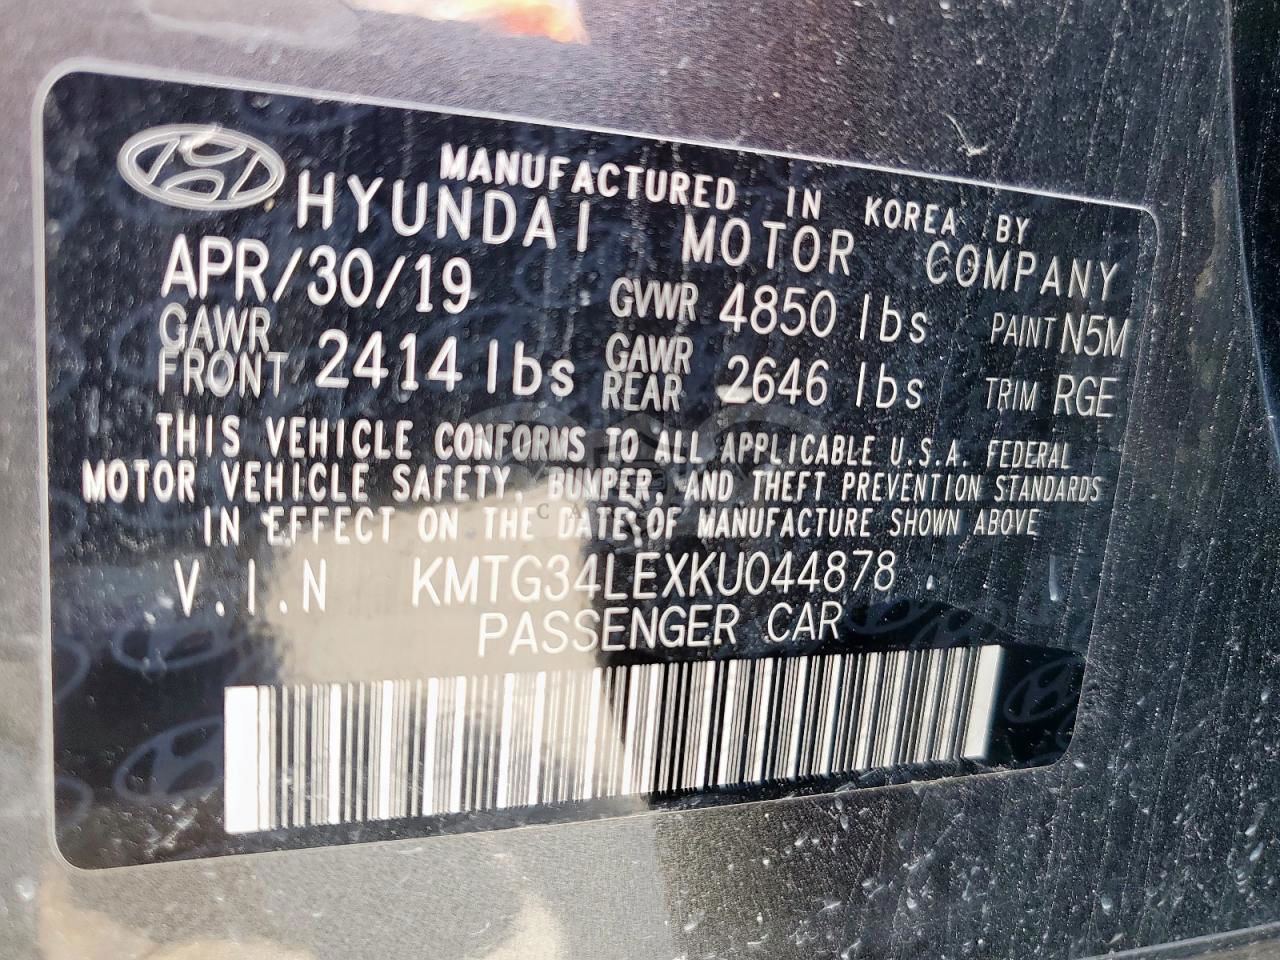 MANUFACTURED IN KOREA BY
HYUNDAI MOTOR COMPANY
APR/30/19 GVWR 4850 lbs PAINT N5M
GAWR FRONT 2414 lbs GAWR REAR 2646 lbs TRIM RGE
THIS VEHICLE CONFORMS TO ALL APPLICABLE U.S.A. FEDERAL
MOTOR VEHICLE SAFETY, BUMPER, AND THEFT PREVENTION STANDARDS
IN EFFECT ON THE DATE OF MANUFACTURE SHOWN ABOVE
V.I.N KMTG34LEXKU044878
PASSENGER CAR